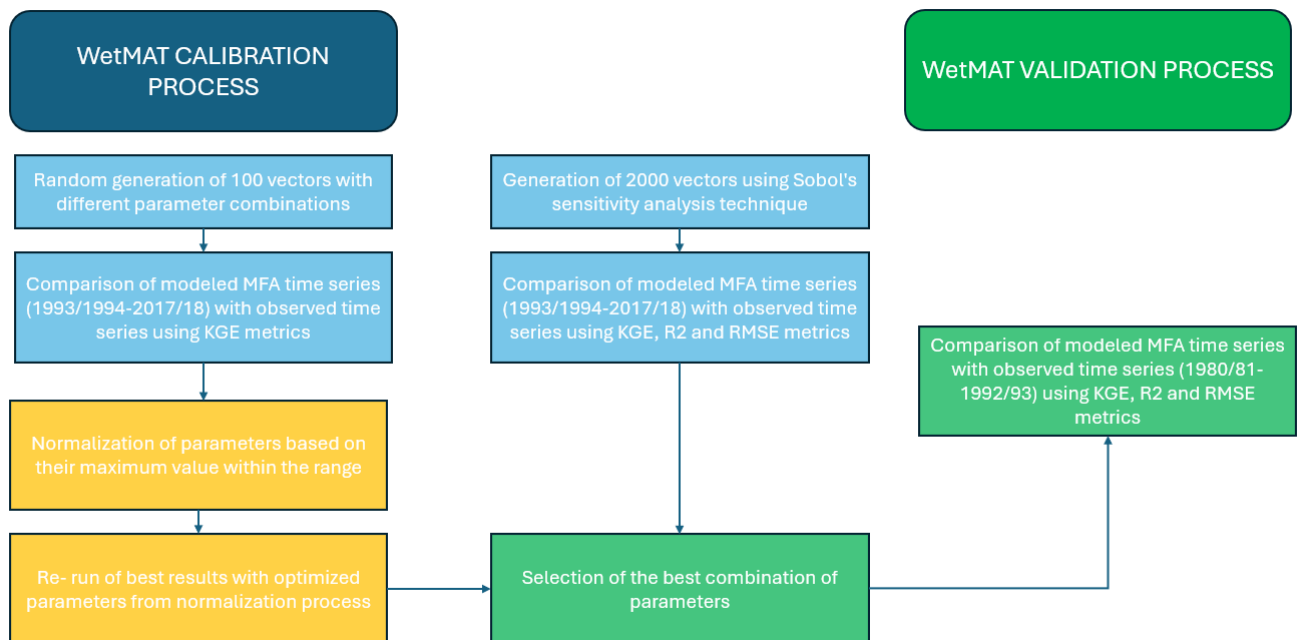 WetMAT CALIBRATION
PROCESS
WetMAT VALIDATION PROCESS
Random generation of 100 vectors with
different parameter combinations
Comparison of modeled MFA time series
(1993/1994-2017/18) with observed time
series using KGE metrics
Normalization of parameters based on
their maximum value within the range
Re- run of best results with optimized
parameters from normalization process
Generation of 2000 vectors using Sobol's
sensitivity analysis technique
Comparison of modeled MFA time series
(1993/1994-2017/18) with observed time
series using KGE, R2 and RMSE metrics
Selection of the best combination of
parameters
Comparison of modeled MFA time series
with observed time series (1980/81-
1992/93) using KGE, R2 and RMSE
metrics